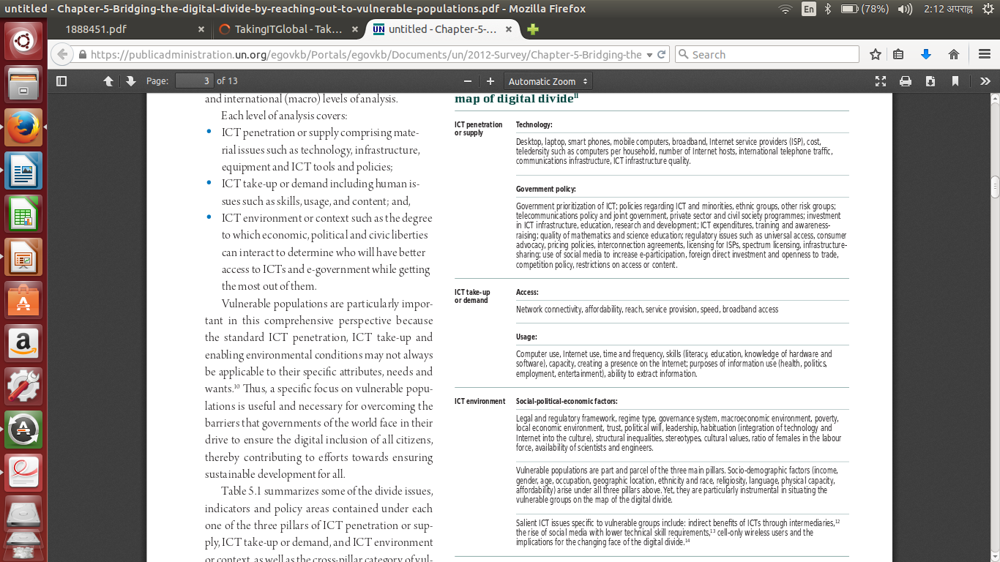 untitled - Chapter-5-Bridging-the-digital-divide-by-reaching-out-to-vulnerable-populations.pdf - Mozilla Firefox
En
(78%)
2:12 अपराह्न
1888451.pdf
TakingITGlobal - Tak...
UN
untitled - Chapter-5-...
https://publicadministration.un.org/egovkb/Portals/egovkb/Documents/un/2012-Survey/Chapter-5-Bridging-the
Search
Page:
3
of 13
Automatic Zoom
and international (macro) levels of analysis.
Each level of analysis covers:
• ICT penetration or supply comprising mate-
rial issues such as technology, infrastructure,
equipment and ICT tools and policies;
• ICT take-up or demand including human is-
sues such as skills, usage, and content; and,
• ICT environment or context such as the degree
to which economic, political and civic liberties
can interact to determine who will have better
access to ICTs and e-government while getting
the most out of them.
Vulnerable populations are particularly impor-
tant in this comprehensive perspective because
the standard ICT penetration, ICT take-up and
enabling environmental conditions may not always
be applicable to their specific attributes, needs and
wants.10 Thus, a specific focus on vulnerable popu-
lations is useful and necessary for overcoming the
barriers that governments of the world face in their
drive to ensure the digital inclusion of all citizens,
thereby contributing to efforts towards ensuring
sustainable development for all.
Table 5.1 summarizes some of the divide issues,
indicators and policy areas contained under each
one of the three pillars of ICT penetration or sup-
ply, ICT take-up or demand, and ICT environment
or context, as well as the cross-pillar category of vul-
map of digital divide11
ICT penetration
or supply
Technology:
Desktop, laptop, smart phones, mobile computers, broadband, Internet service providers (ISP), cost,
teledensity such as computers per household, number of Internet hosts, international telephone traffic,
communications infrastructure, ICT infrastructure quality.
Government policy:
Government prioritization of ICT; policies regarding ICT and minorities, ethnic groups, other risk groups;
telecommunications policy and joint government, private sector and civil society programmes; investment
in ICT infrastructure, education, research and development; ICT expenditures, training and awareness-
raising; quality of mathematics and science education; regulatory issues such as universal access, consumer
advocacy, pricing policies, interconnection agreements, licensing for ISPs, spectrum licensing, infrastructure-
sharing; use of social media to increase e-participation, foreign direct investment and openness to trade,
competition policy, restrictions on access or content.
ICT take-up
or demand
Access:
Network connectivity, affordability, reach, service provision, speed, broadband access
Usage:
Computer use, Internet use, time and frequency, skills (literacy, education, knowledge of hardware and
software), capacity, creating a presence on the Internet; purposes of information use (health, politics,
employment, entertainment), ability to extract information.
ICT environment
Social-political-economic factors:
Legal and regulatory framework, regime type, governance system, macroeconomic environment, poverty,
local economic environment, trust, political will, leadership, habituation (integration of technology and
Internet into the culture), structural inequalities, stereotypes, cultural values, ratio of females in the labour
force, availability of scientists and engineers.
Vulnerable populations are part and parcel of the three main pillars. Socio-demographic factors (income,
gender, age, occupation, geographic location, ethnicity and race, religiosity, language, physical capacity,
affordability) arise under all three pillars above. Yet, they are particularly instrumental in situating the
vulnerable groups on the map of the digital divide.
Salient ICT issues specific to vulnerable groups include: indirect benefits of ICTs through intermediaries,12
the rise of social media with lower technical skill requirements,13 cell-only wireless users and the
implications for the changing face of the digital divide.14